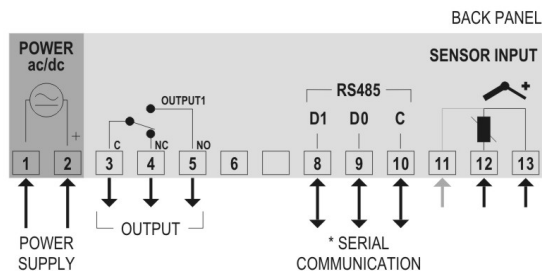 BACK PANEL
POWER
ac/dc
SENSOR INPUT
RS485
OUTPUT1
D1 D0 C
+
+
C NC NO
1 2 3 4 5 6 8 9 10 11 12 13
OUTPUT
POWER
SUPPLY
* SERIAL
COMMUNICATION